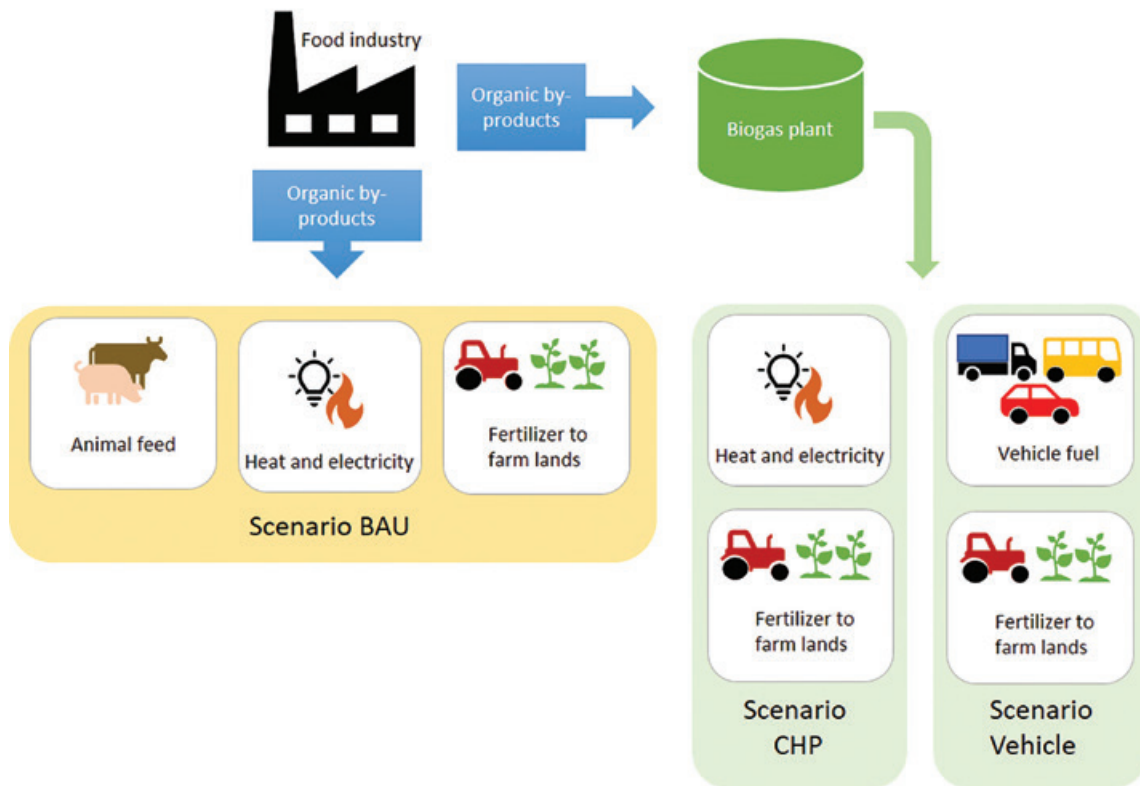 Food industry
Organic by-
products
Biogas plant
Organic by-
products
Animal feed
Heat and electricity
Fertilizer to
farm lands
Scenario BAU
Heat and electricity
Vehicle fuel
Fertilizer to
farm lands
Fertilizer to
farm lands
Scenario
CHP
Scenario
Vehicle